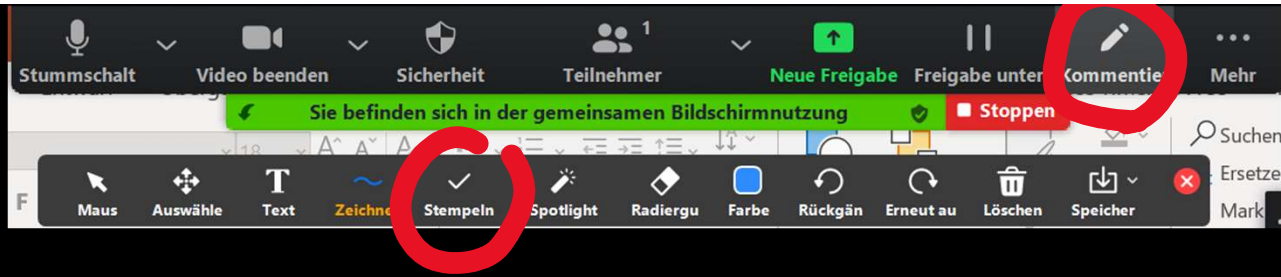 1
Stummschalt Video beenden Sicherheit Teilnehmer Neue Freigabe Freigabe unter Kommentie Mehr
Sie befinden sich in der gemeinsamen Bildschirmnutzung Stoppen
18 A A A Suchen
Ersetze
F Maus Auswähle Text Zeichne Stempeln Spotlight Radiergu Farbe Rückgän Erneut au Löschen Speicher Mark